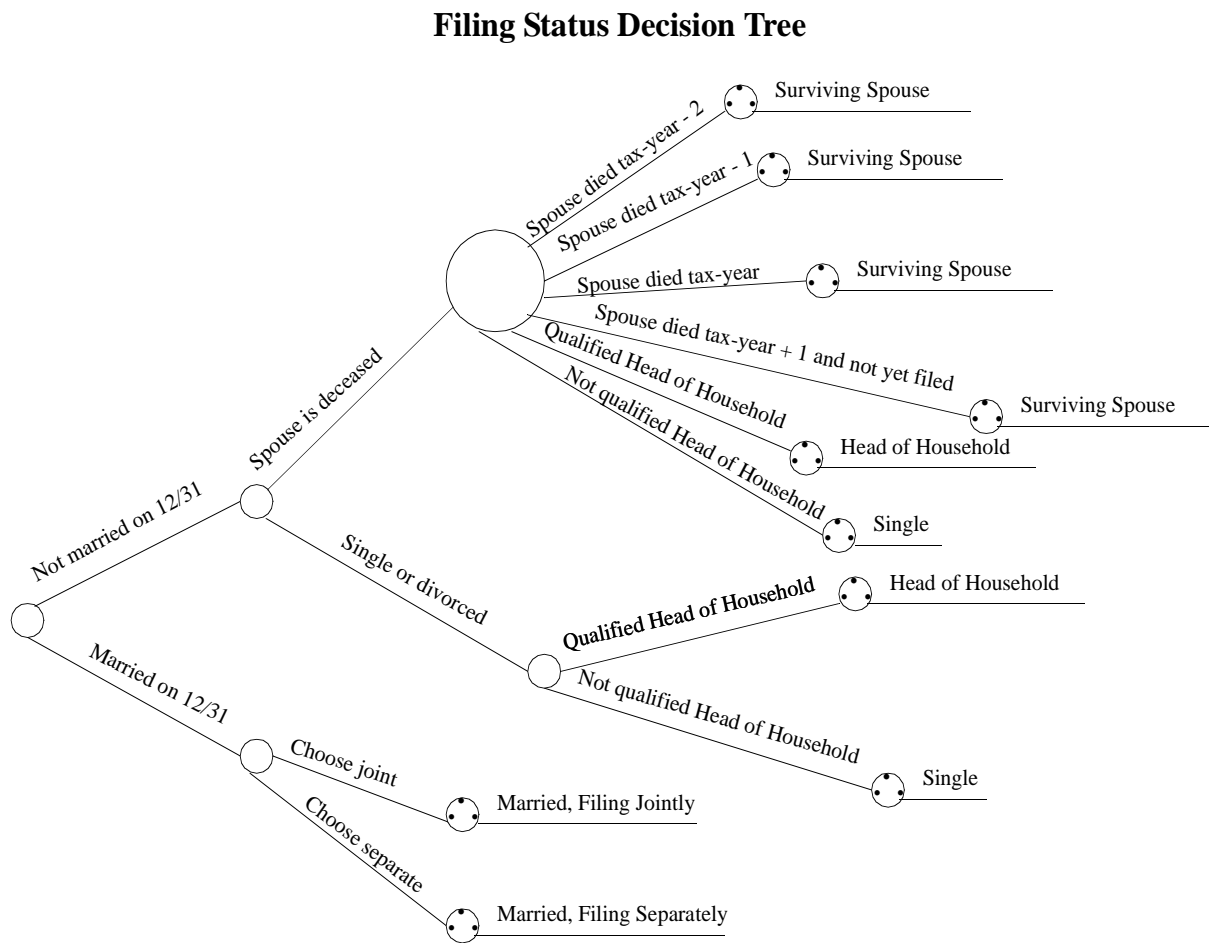 Filing Status Decision Tree
Surviving Spouse
Spouse died tax-year - 2
Surviving Spouse
Spouse died tax-year - 1
Surviving Spouse
Spouse died tax-year
Spouse died tax-year + 1 and not yet filed
Surviving Spouse
Qualified Head of Household
Head of Household
Not qualified Head of Household
Single
Spouse is deceased
Not married on 12/31
Single or divorced
Qualified Head of Household
Head of Household
Not qualified Head of Household
Single
Married on 12/31
Choose joint
Married, Filing Jointly
Choose separate
Married, Filing Separately